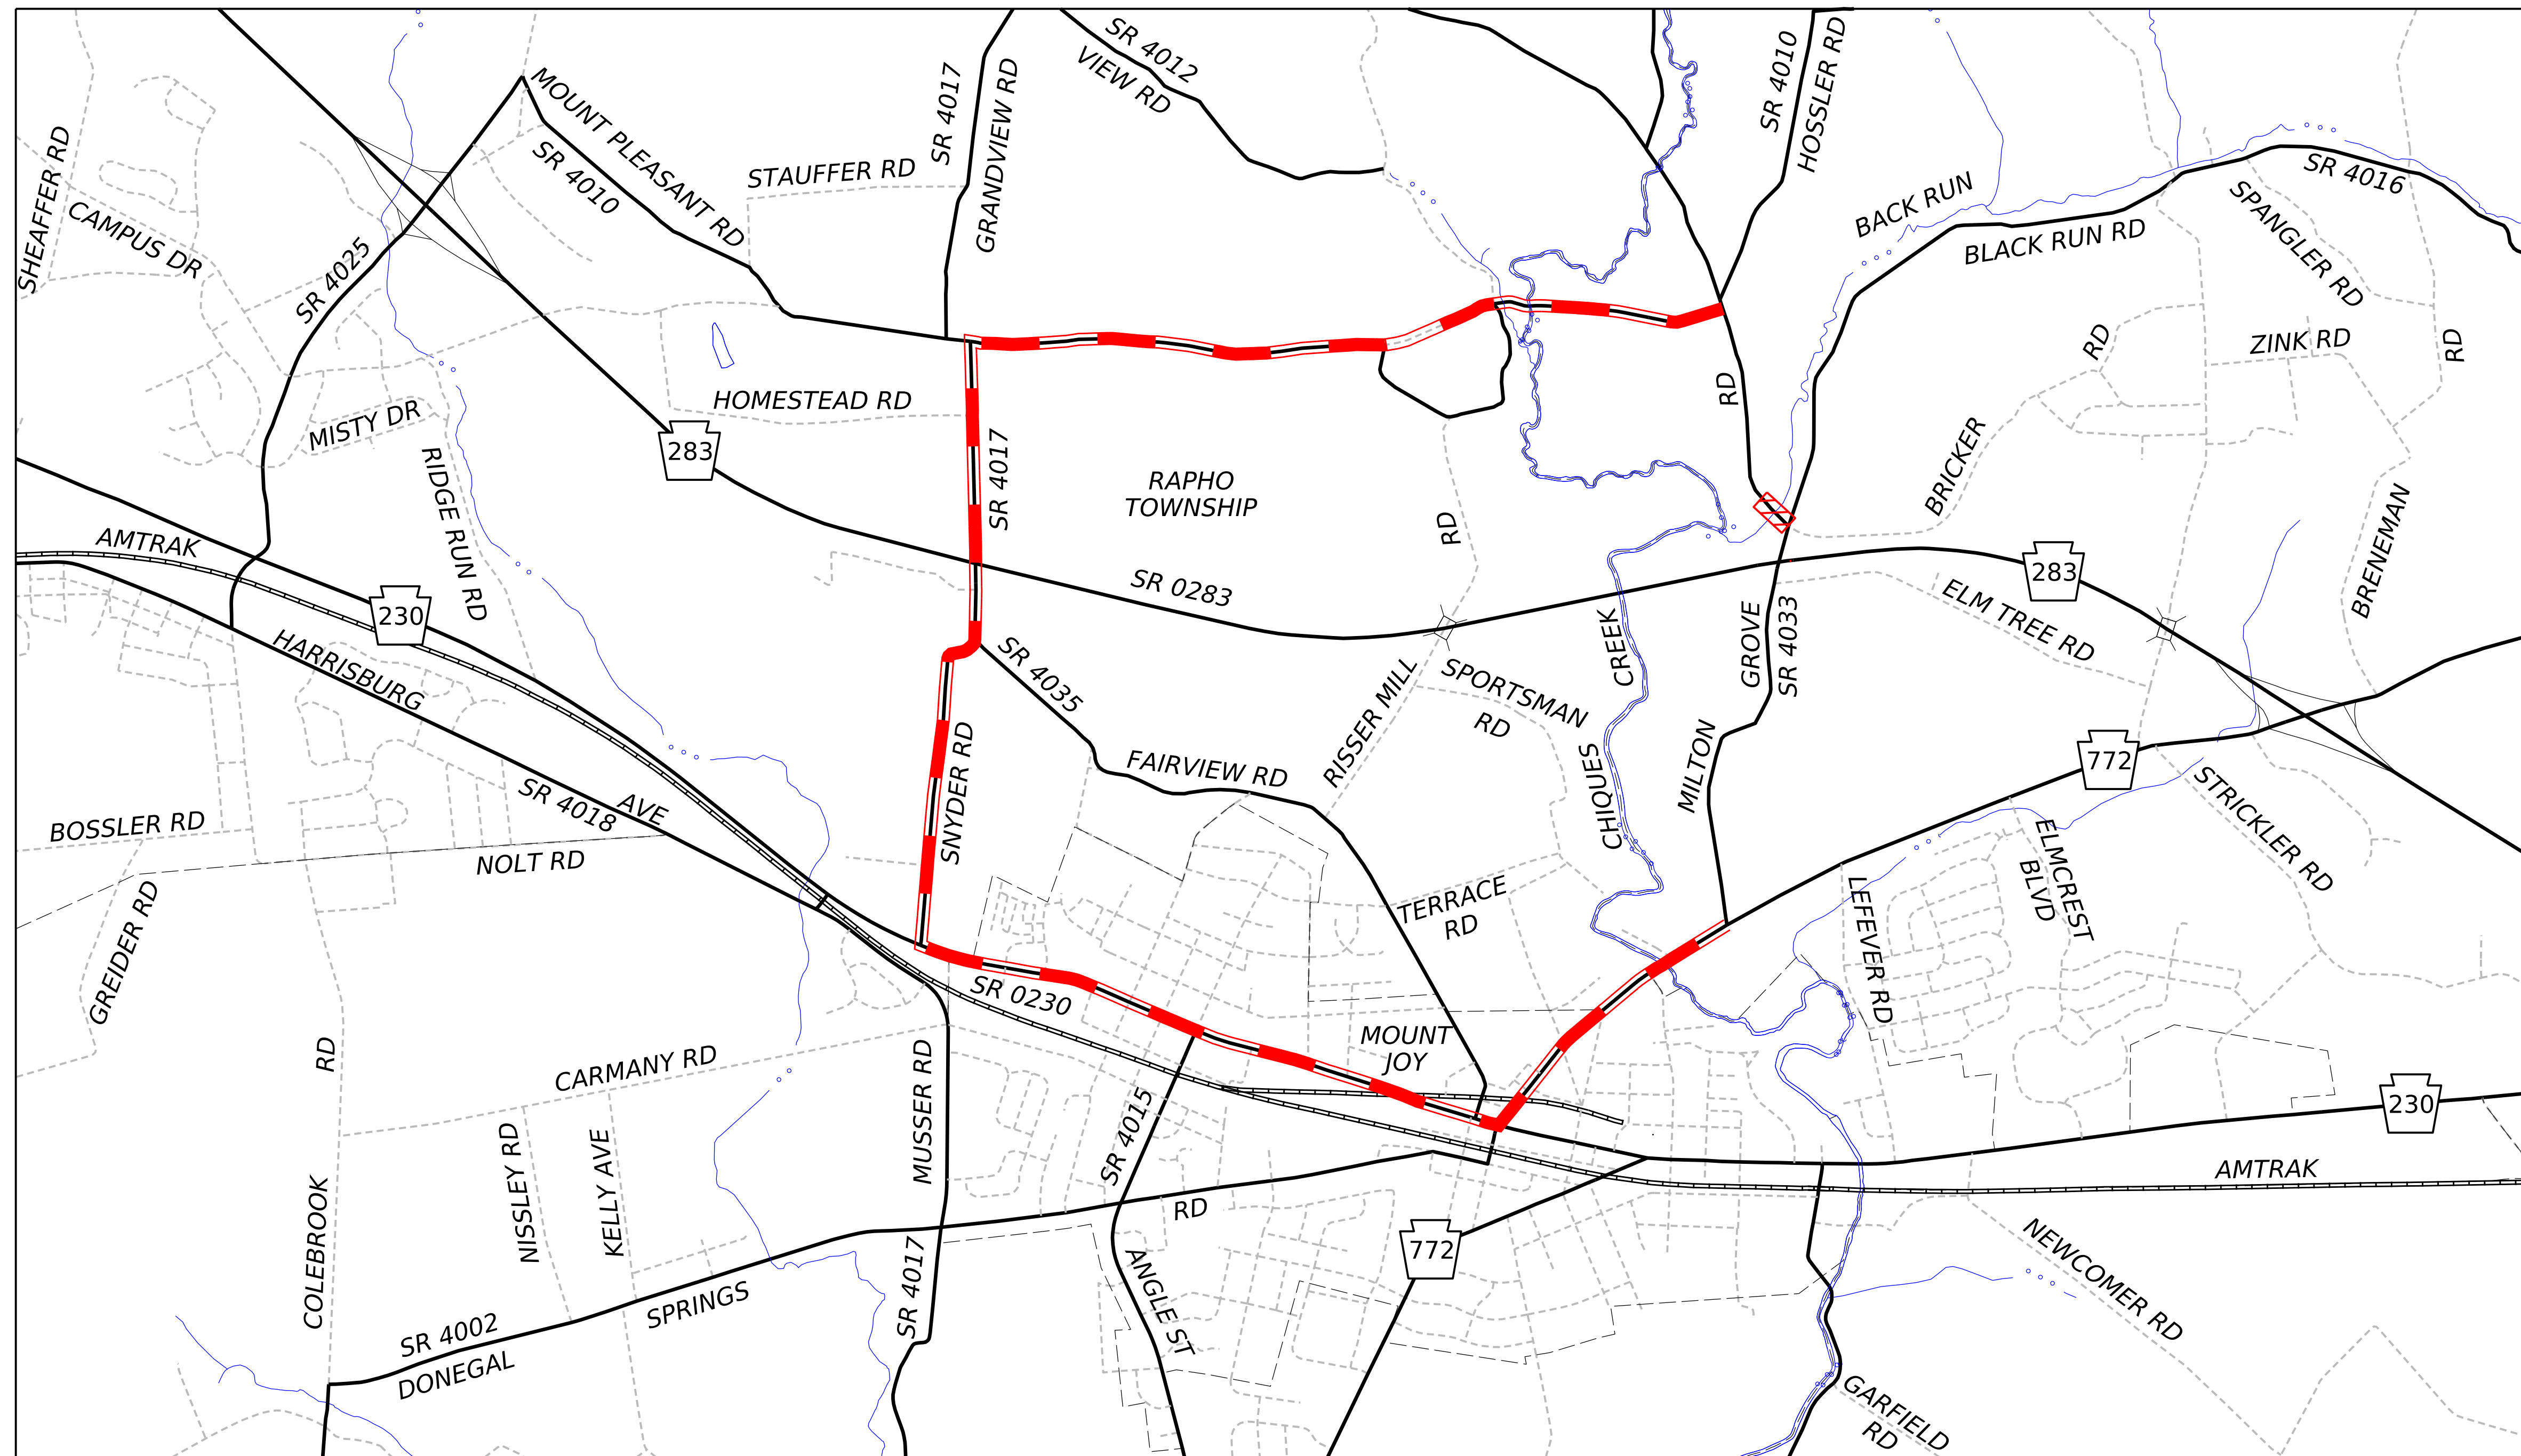 SR 4012
VIEW RD
SR 4010
HOSSLER RD
SR 4017
GRANDVIEW RD
MOUNT PLEASANT RD
SR 4010
STAUFFER RD
SHEAFFER RD
CAMPUS DR
SR 4025
BACK RUN
BLACK RUN RD
SR 4016
SPANGLER RD
RD
ZINK RD
RD
RD
HOMESTEAD RD
MISTY DR
283
SR 4017
RAPHO
TOWNSHIP
RIDGE RUN RD
BRICKER
BRENEMAN
RD
AMTRAK
230
SR 0283
283
ELM TREE RD
CREEK
GROVE
SR 4033
HARRISBURG
SR 4035
RISSER MILL
SPORTSMAN
RD
SNYDER RD
FAIRVIEW RD
CHIQUES
MILTON
772
STRICKLER RD
BOSSLER RD
SR 4018
AVE
NOLT RD
GREIDER RD
TERRACE
RD
LEFEVER RD
ELMCREST
BLVD
SR 0230
MOUNT
JOY
RD
CARMANY RD
MUSSER RD
SR 4015
230
AMTRAK
COLEBROOK
NISSLEY RD
KELLY AVE
RD
772
NEWCOMER RD
SR 4017
ANGLE ST
SR 4002
SPRINGS
DONEGAL
GARFIELD
RD